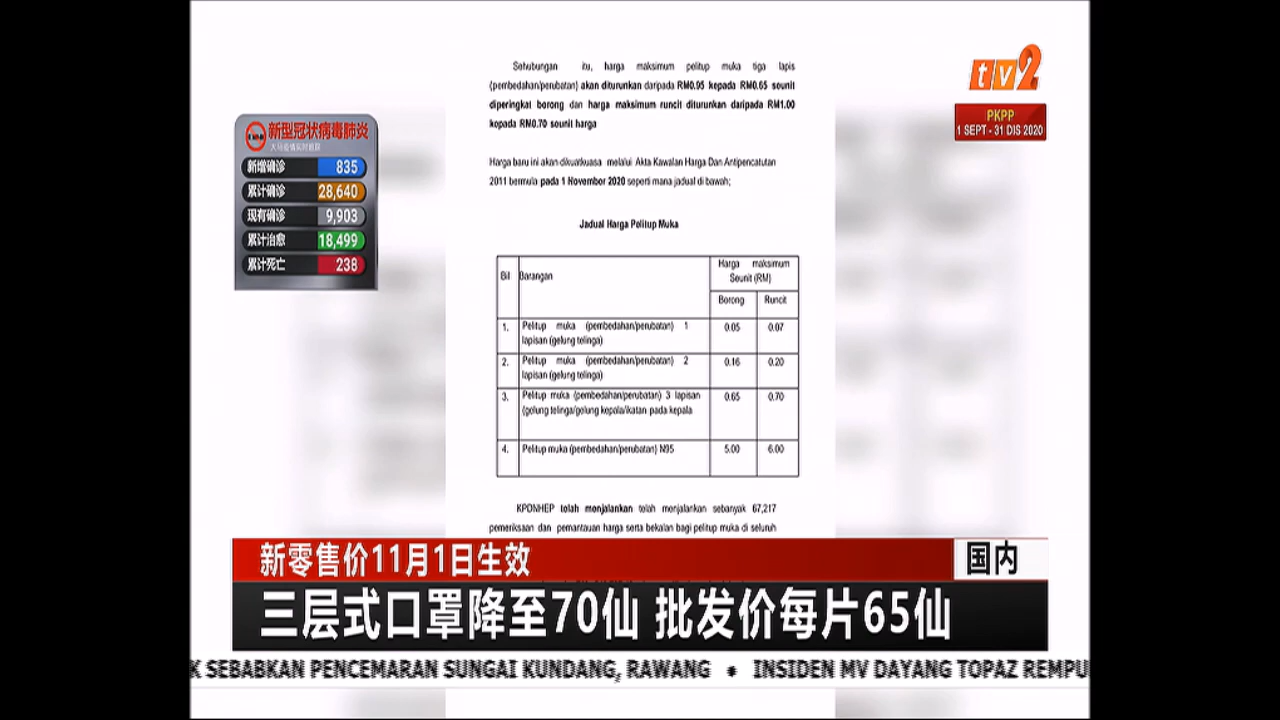 Sehubungan itu, harga maksimum pelitup muka tiga lapis
(pembedahan/perubatan) akan diturunkan daripada RM0.95 kepada RM0.65 seunit
diperingkat borong dan harga maksimum runcit diturunkan daripada RM1.00
kepada RM0.70 seunit harga
Harga baru ini akan dikuatkuasa melalui Akta Kawalan Harga Dan Antipencatutan
2011 bermula pada 1 November 2020 seperti mana jadual di bawah;
Jadual Harga Pelitup Muka
Bil Barangan Harga maksimum
Seunit (RM)
Borong Runcit
1. Pelitup muka (pembedahan/perubatan) 1 0.05 0.07
lapisan (gelung telinga)
2. Pelitup muka (pembedahan/perubatan) 2 0.16 0.20
lapisan (gelung telinga)
3. Pelitup muka (pembedahan/perubatan) 3 lapisan 0.65 0.70
(gelung telinga/gelung kepala/ikatan pada kepala
4. Pelitup muka (pembedahan/perubatan) N95 5.00 6.00
KPDNHEP telah menjalankan telah menjalankan sebanyak 67,217
pemeriksaan dan pemantauan harga serta bekalan bagi pelitup muka di seluruh
tv2
PKPP
1 SEPT - 31 DIS 2020
新型冠状病毒肺炎
大马疫情实时追踪
新增确诊 835
累计确诊 28,640
现有确诊 9,903
累计治愈 18,499
累计死亡 238
新零售价11月1日生效 国内
三层式口罩降至70仙 批发价每片65仙
K SEBABKAN PENCEMARAN SUNGAI KUNDANG, RAWANG • INSIDEN MV DAYANG TOPAZ REMPU